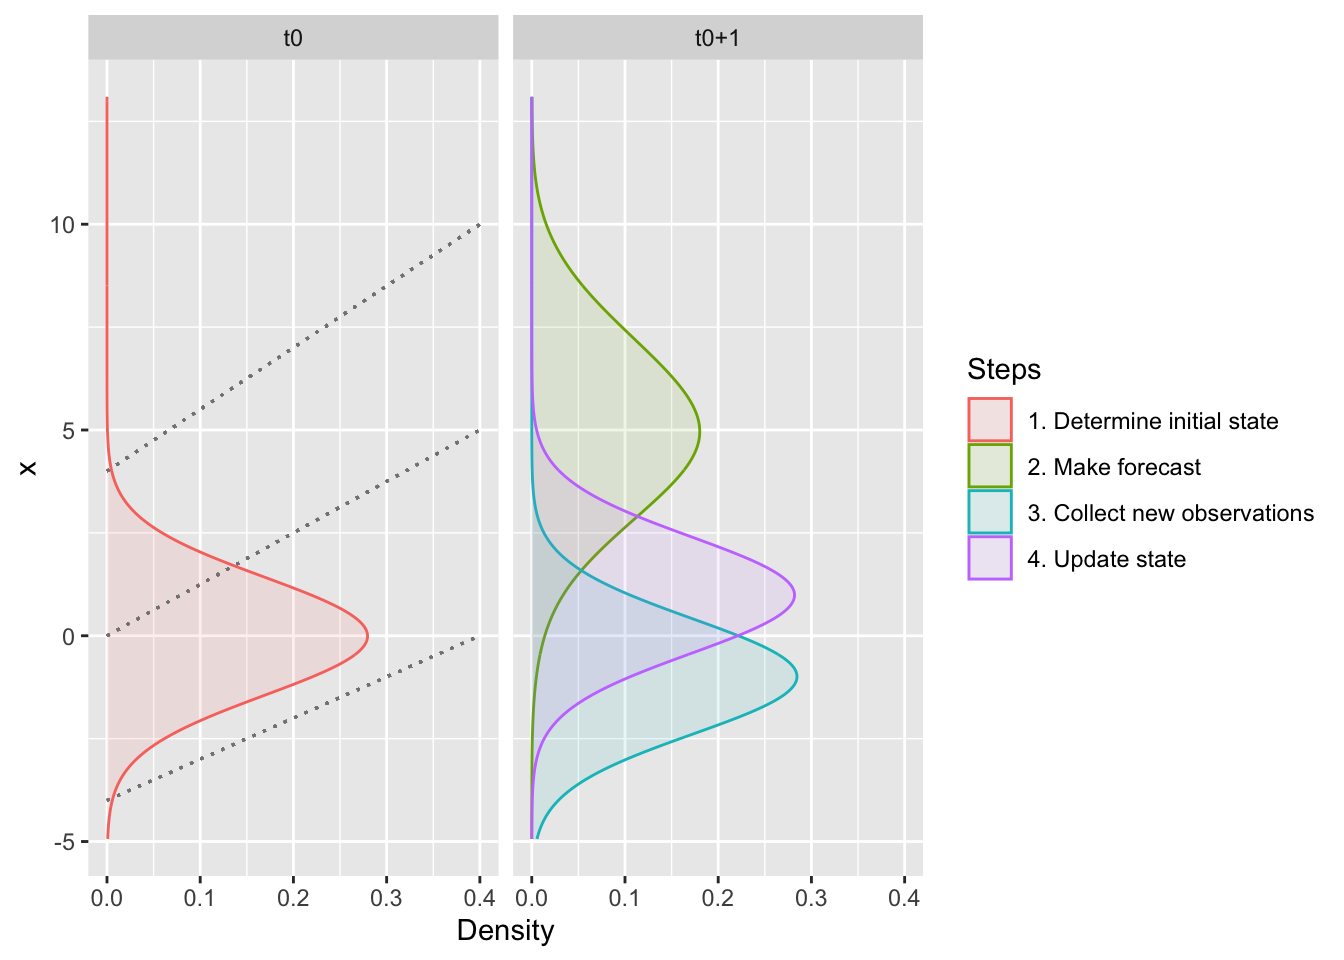 t0
t0+1
10
5
0
-5
x
0.0
0.1
0.2
0.3
0.4
0.0
0.1
0.2
0.3
0.4
Density
Steps
1. Determine initial state
2. Make forecast
3. Collect new observations
4. Update state